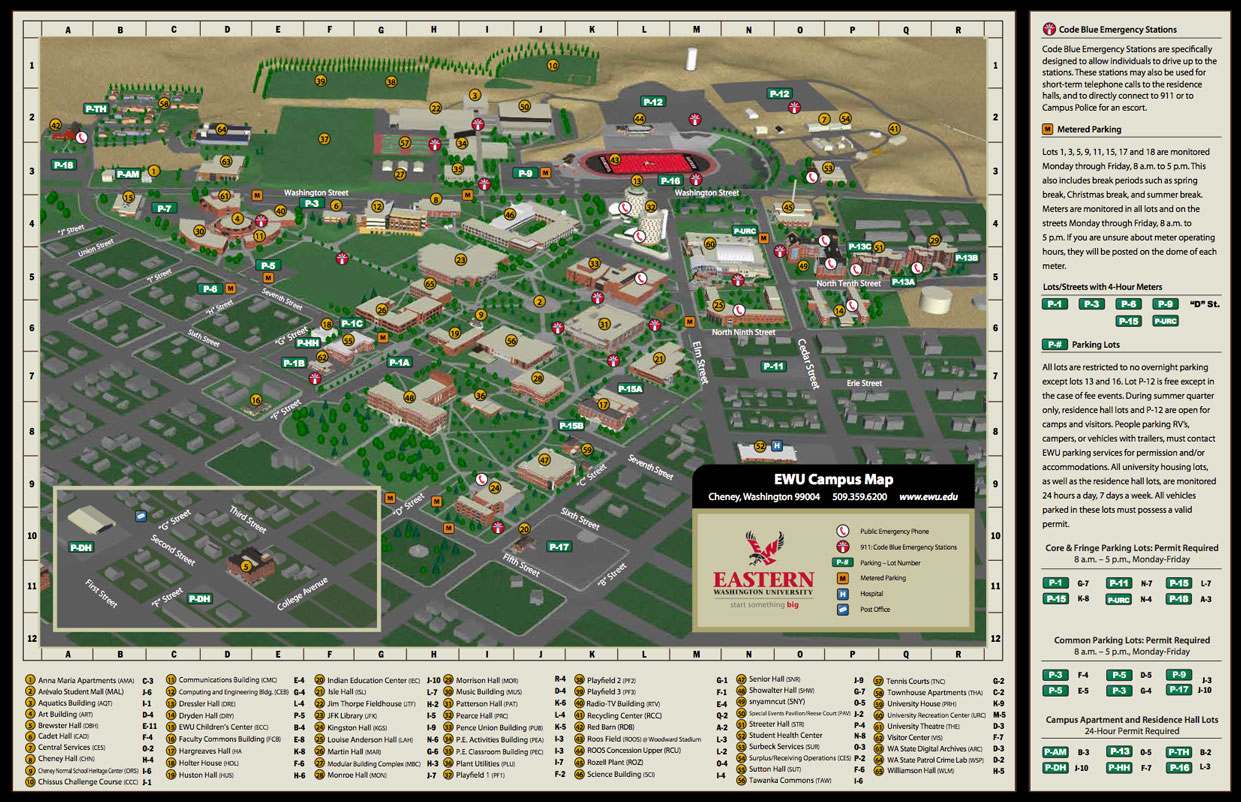 A B C D E F G H I J K L M N O P Q R
1
2
3
4
5
6
7
8
9
10
11
12
P-TH
P-12
P-12
P-18
P-AM
P-9
P-16
Washington Street
Washington Street
P-7
P-3
"J" Street
Union Street
P-URC
P-13C
P-13B
P-5
P-6
"I" Street
Seventh Street
"H" Street
North Tenth Street
P-13A
Sixth Street
"G" Street
P-1C
P-HH
P-1B
P-1A
North Ninth Street
Elm Street
Cedar Street
P-11
Erie Street
P-15A
"F" Street
P-15B
Seventh Street
"C" Street
"D" Street
Sixth Street
P-17
Fifth Street
"B" Street
"G" Street
Third Street
P-DH
Second Street
First Street
"F" Street
P-DH
College Avenue
EWU Campus Map
Cheney, Washington 99004 509.359.6200 www.ewu.edu
EASTERN
WASHINGTON UNIVERSITY
start something big
Public Emergency Phone
911: Code Blue Emergency Stations
P-# Parking – Lot Number
M Metered Parking
H Hospital
Post Office
A B C D E F G H I J K L M N O P Q R
1 Anna Maria Apartments (AMA) C-3
2 Arévalo Student Mall (MAL) J-6
3 Aquatics Building (AQT) I-1
4 Art Building (ART) D-4
5 Brewster Hall (DBH) E-11
6 Cadet Hall (CAD) F-4
7 Central Services (CES) O-2
8 Cheney Hall (CHN) H-4
9 Cheney Normal School Heritage Center (ORS) I-6
10 Chissus Challenge Course (CCC) J-1
11 Communications Building (CMC) E-4
12 Computing and Engineering Bldg. (CEB) G-4
13 Dressler Hall (DRE) L-4
14 Dryden Hall (DRY) P-5
15 EWU Children's Center (ECC) B-4
16 Faculty Commons Building (FCB) E-8
17 Hargreaves Hall (HA K-8
18 Holter House (HOL) F-6
19 Huston Hall (HUS) H-6
20 Indian Education Center (IEC) J-10
21 Isle Hall (ISL) L-7
22 Jim Thorpe Fieldhouse (UTF) H-2
23 JFK Library (JFK) I-5
24 Kingston Hall (KGS) I-9
25 Louise Anderson Hall (LAH) N-6
26 Martin Hall (MAR) G-6
27 Modular Building Complex (MBC) H-3
28 Monroe Hall (MON) J-7
29 Morrison Hall (MOR) R-4
30 Music Building (MUS) D-4
31 Patterson Hall (PAT) K-6
32 Pearce Hall (PRC) L-4
33 Pence Union Building (PUB) K-5
34 P.E. Activities Building (PEA) I-3
35 P.E. Classroom Building (PEC) I-3
36 Plant Utilities (PLU) I-7
37 Playfield 1 (PF1) F-2
38 Playfield 2 (PF2) G-1
39 Playfield 3 (PF3) F-1
40 Radio-TV Building (RTV) E-4
41 Recycling Center (RCC) Q-2
42 Red Barn (RDB) A-2
43 Roos Field (ROOS) @ Woodward Stadium L-3
44 ROOS Concession Upper (RCU) L-2
45 Rozell Plant (ROZ) O-4
46 Science Building (SCI) J-4
47 Senior Hall (SNR) J-9
48 Showalter Hall (SHW) G-7
49 snyamncut (SNY) O-5
50 Special Events Pavilion/Reese Court (PAV) J-2
51 Streeter Hall (STR) P-4
52 Student Health Center N-8
53 Surbeck Services (SUR) O-3
54 Surplus/Receiving Operations (CES) P-2
55 Sutton Hall (SUT) F-6
56 Tawanka Commons (TAW) I-6
57 Tennis Courts (TNC) G-2
58 Townhouse Apartments (THA) C-2
59 University House (PRH) K-9
60 University Recreation Center (URC) M-5
61 University Theatre (THE) D-3
62 Visitor Center (VIS) F-7
63 WA State Digital Archives (ARC) D-3
64 WA State Patrol Crime Lab (WSP) D-2
65 Williamson Hall (WLM) H-5
Code Blue Emergency Stations
Code Blue Emergency Stations are specifically
designed to allow individuals to drive up to the
stations. These stations may also be used for
short-term telephone calls to the residence
halls, and to directly connect to 911 or to
Campus Police for an escort.
M Metered Parking
Lots 1, 3, 5, 9, 11, 15, 17 and 18 are monitored
Monday through Friday, 8 a.m. to 5 p.m. This
also includes break periods such as spring
break, Christmas break, and summer break.
Meters are monitored in all lots and on the
streets Monday through Friday, 8 a.m. to
5 p.m. If you are unsure about meter operating
hours, they will be posted on the dome of each
meter.
Lots/Streets with 4-Hour Meters
P-1 P-3 P-6 P-9 "D" St.
P-15 P-URC
P-# Parking Lots
All lots are restricted to no overnight parking
except lots 13 and 16. Lot P-12 is free except in
the case of fee events. During summer quarter
only, residence hall lots and P-12 are open for
camps and visitors. People parking RV's,
campers, or vehicles with trailers, must contact
EWU parking services for permission and/or
accommodations. All university housing lots,
as well as the residence hall lots, are monitored
24 hours a day, 7 days a week. All vehicles
parked in these lots must possess a valid
permit.
Core & Fringe Parking Lots: Permit Required
8 a.m. – 5 p.m., Monday-Friday
P-1 G-7 P-11 N-7 P-15 L-7
P-15 K-8 P-URC N-4 P-18 A-3
Common Parking Lots: Permit Required
8 a.m. – 5 p.m., Monday-Friday
P-3 F-4 P-5 D-5 P-9 J-3
P-5 E-5 P-3 G-4 P-17 J-10
Campus Apartment and Residence Hall Lots
24-Hour Permit Required
P-AM B-3 P-13 O-5 P-TH B-2
P-DH J-10 P-HH F-7 P-16 L-3